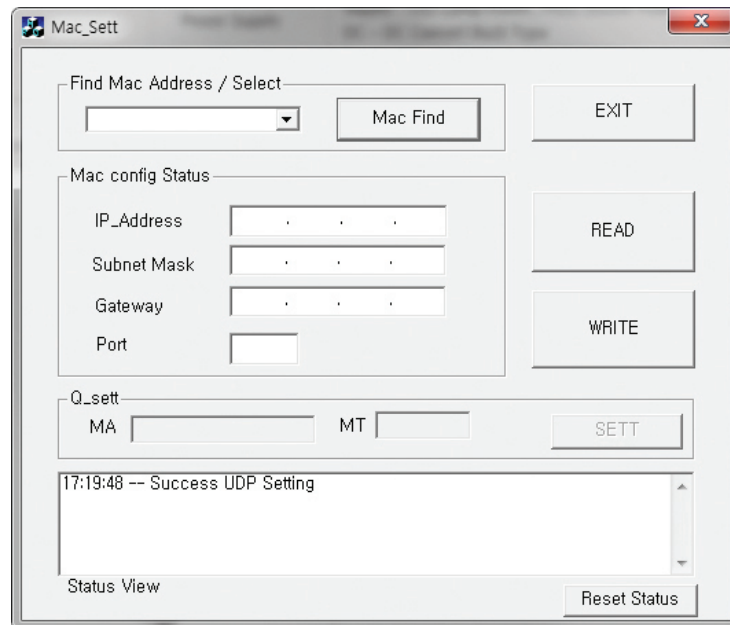 Mac_Sett
Find Mac Address / Select
Mac Find
EXIT
Mac config Status
IP_Address
Subnet Mask
Gateway
Port
READ
WRITE
Q_sett
MA
MT
SETT
17:19:48 -- Success UDP Setting
Status View
Reset Status